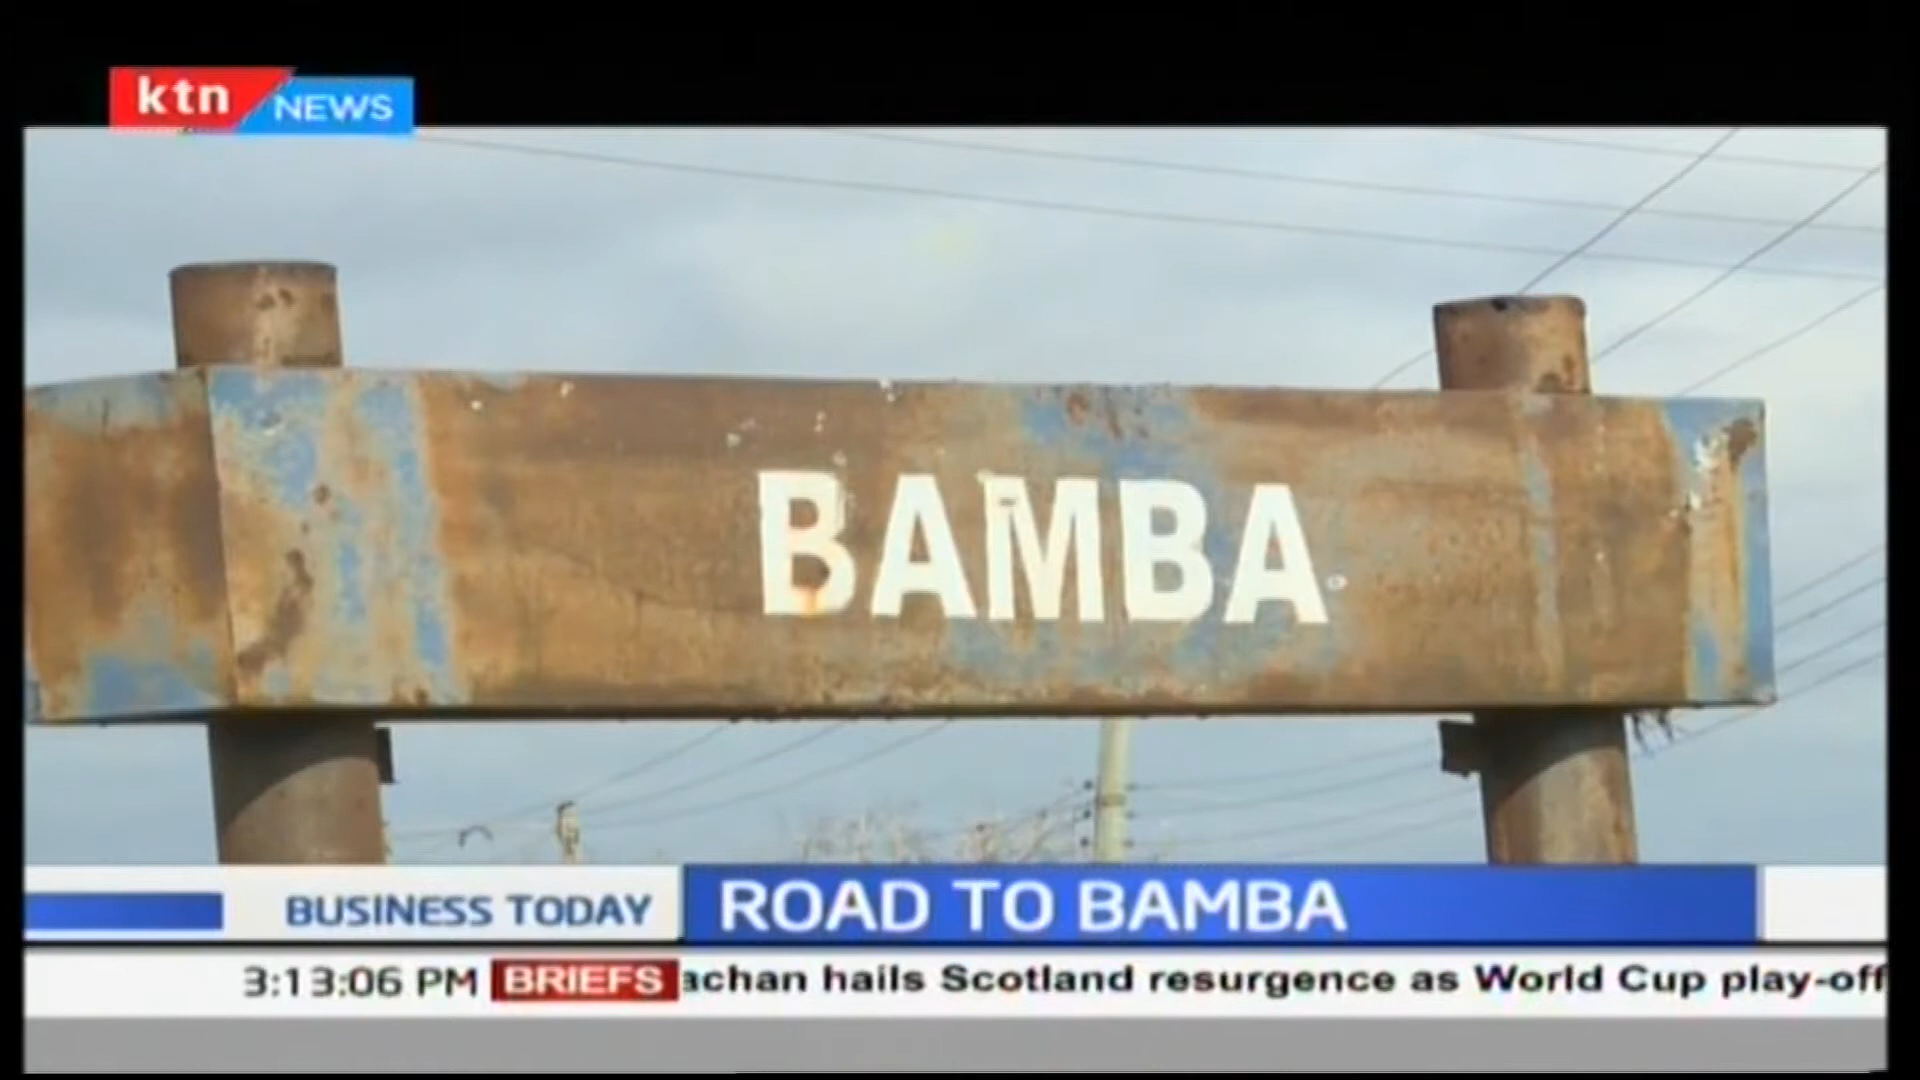 ktn NEWS
BAMBA
BUSINESS TODAY
ROAD TO BAMBA
3:13:06 PM BRIEFS achan hails Scotland resurgence as World Cup play-off